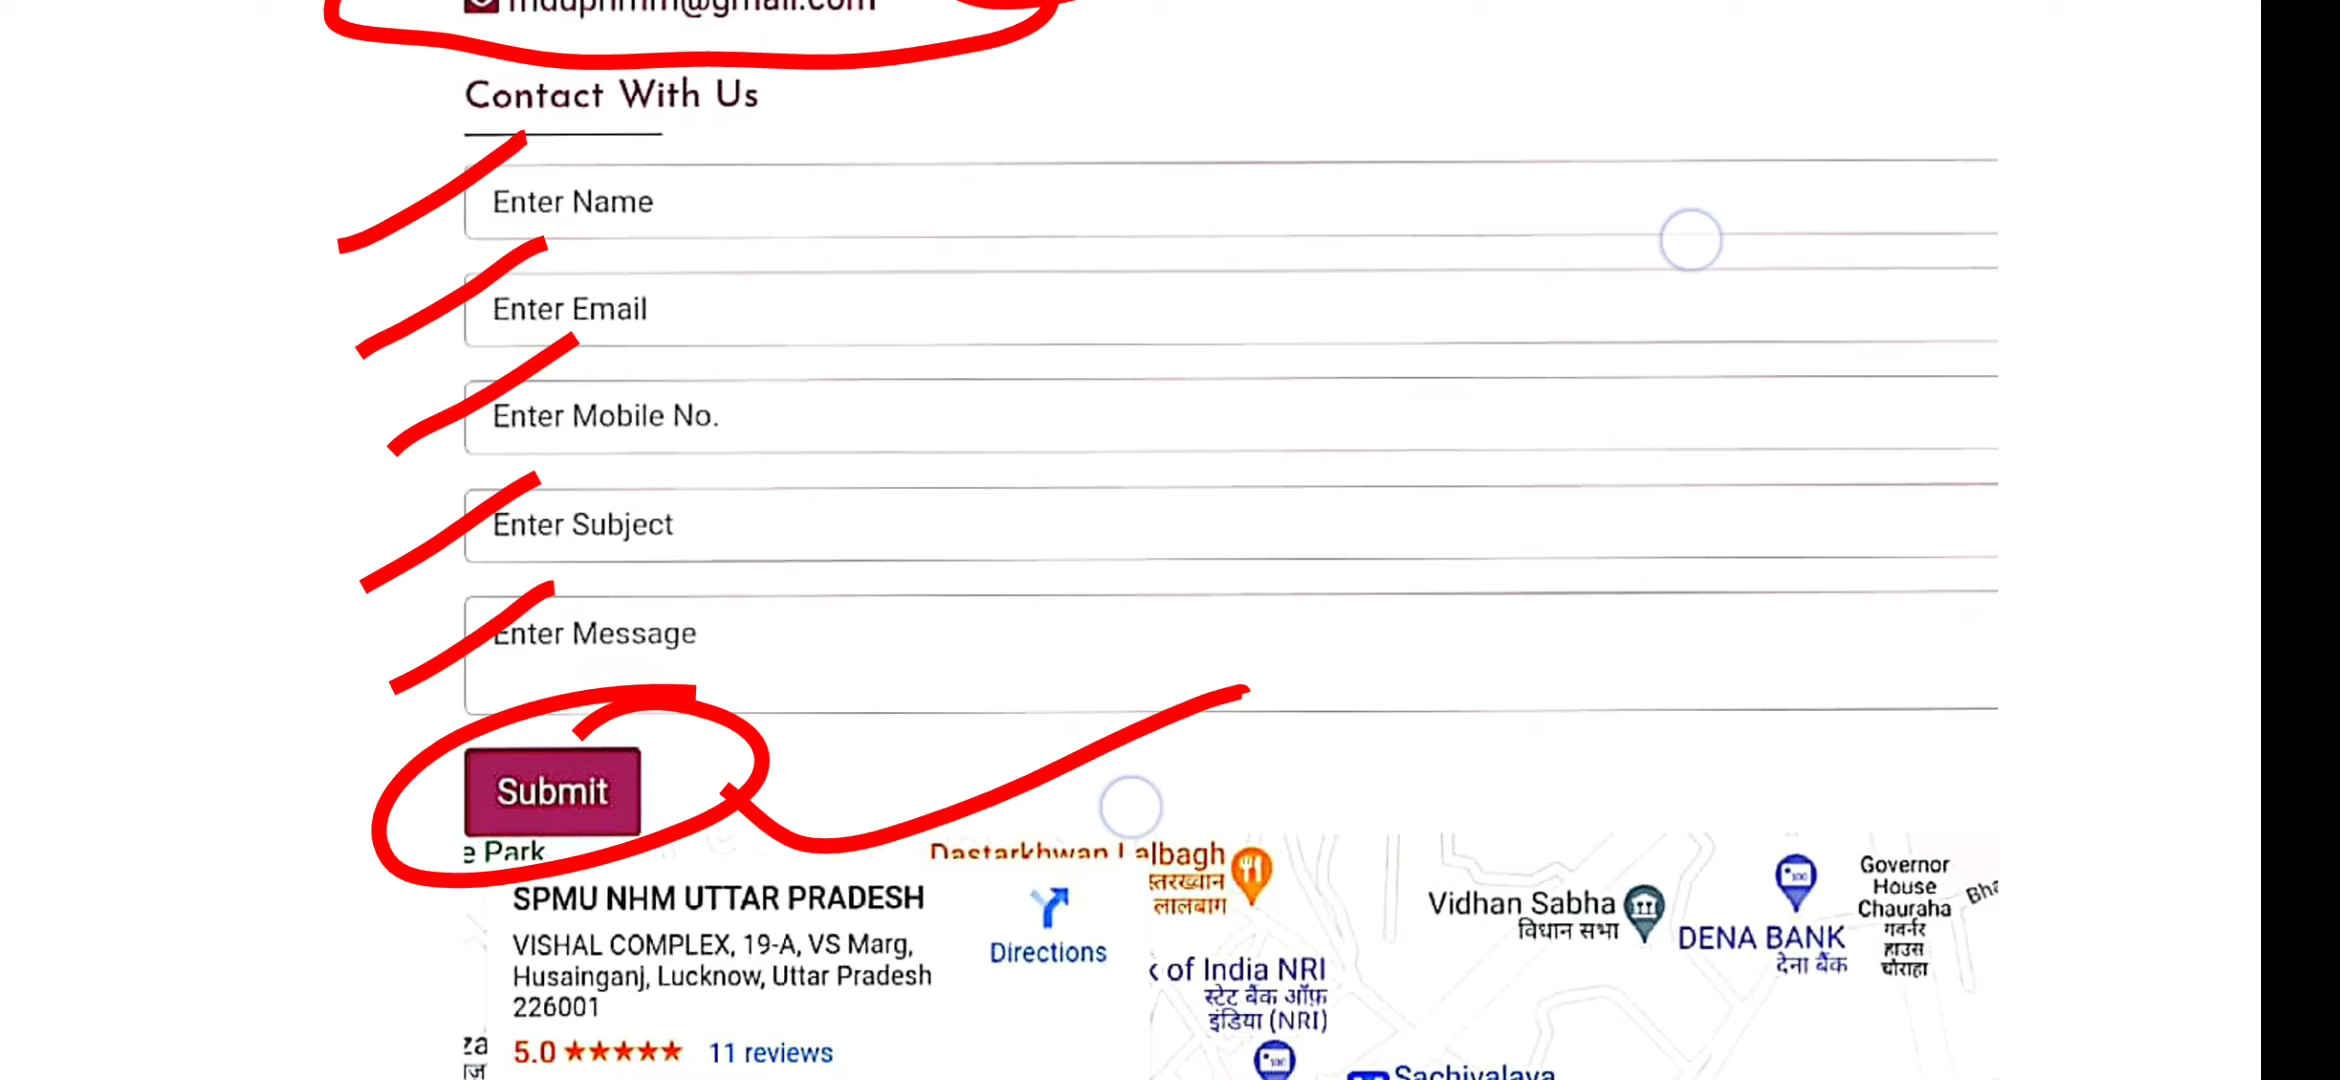 Contact With Us
Enter Name
Enter Email
Enter Mobile No.
Enter Subject
Enter Message
Submit
e Park
Dastarkhwan Lalbagh
स्तरख्वान
लालबाग
SPMU NHM UTTAR PRADESH
VISHAL COMPLEX, 19-A, VS Marg,
Husainganj, Lucknow, Uttar Pradesh
226001
5.0 ★★★★★ 11 reviews
Directions
Vidhan Sabha
विधान सभा
DENA BANK
देना बैंक
Governor
House
Chauraha
गवर्नर
हाउस
चौराहा
of India NRI
स्टेट बैंक ऑफ़
इंडिया (NRI)
Sachivalaya